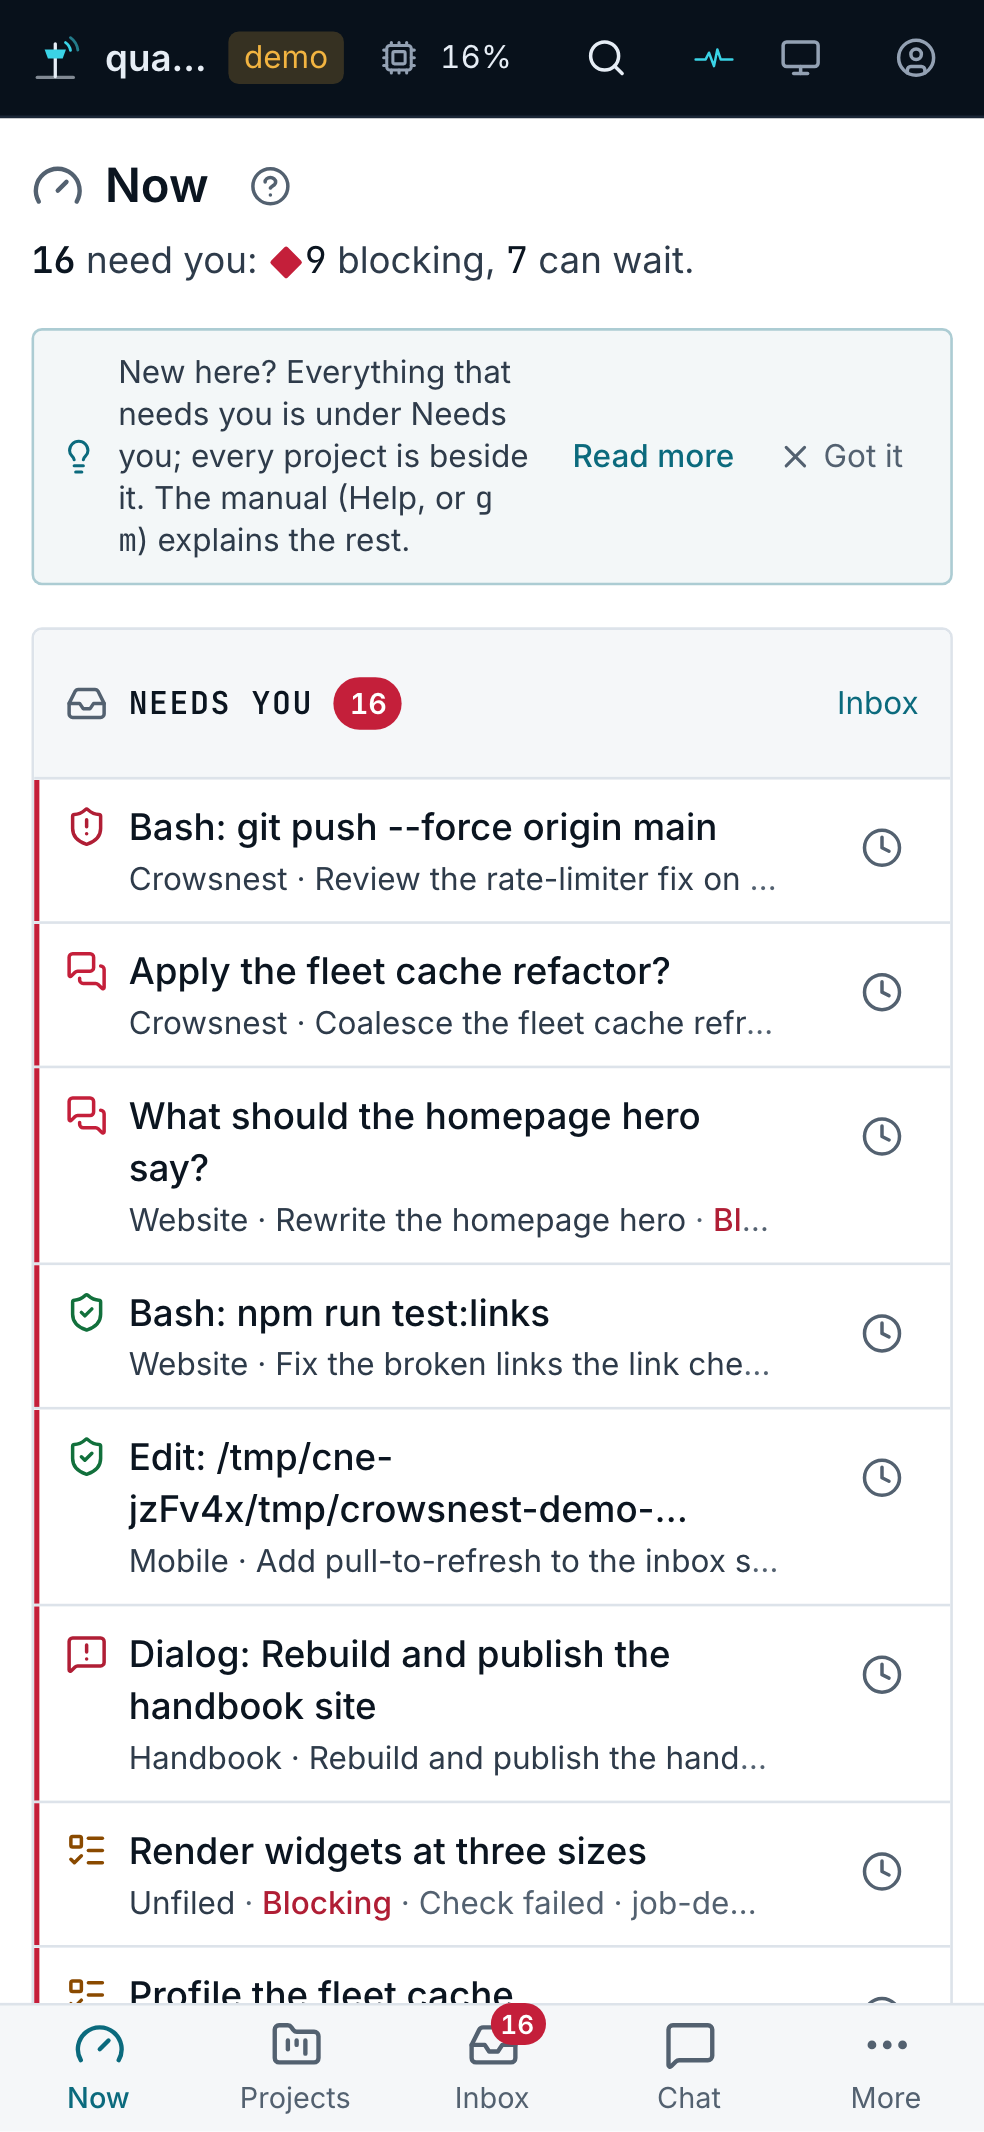 qua... demo 16%
Now
16 need you: 9 blocking, 7 can wait.
New here? Everything that
needs you is under Needs
you; every project is beside
it. The manual (Help, or g
m) explains the rest.
Read more
Got it
NEEDS YOU 16
Inbox
Bash: git push --force origin main
Crowsnest · Review the rate-limiter fix on ...
Apply the fleet cache refactor?
Crowsnest · Coalesce the fleet cache refr...
What should the homepage hero
say?
Website · Rewrite the homepage hero · Bl...
Bash: npm run test:links
Website · Fix the broken links the link che...
Edit: /tmp/cne-
jzFv4x/tmp/crowsnest-demo-...
Mobile · Add pull-to-refresh to the inbox s...
Dialog: Rebuild and publish the
handbook site
Handbook · Rebuild and publish the hand...
Render widgets at three sizes
Unfiled · Blocking · Check failed · job-de...
Profile the fleet cache
16
Now
Projects
Inbox
Chat
More